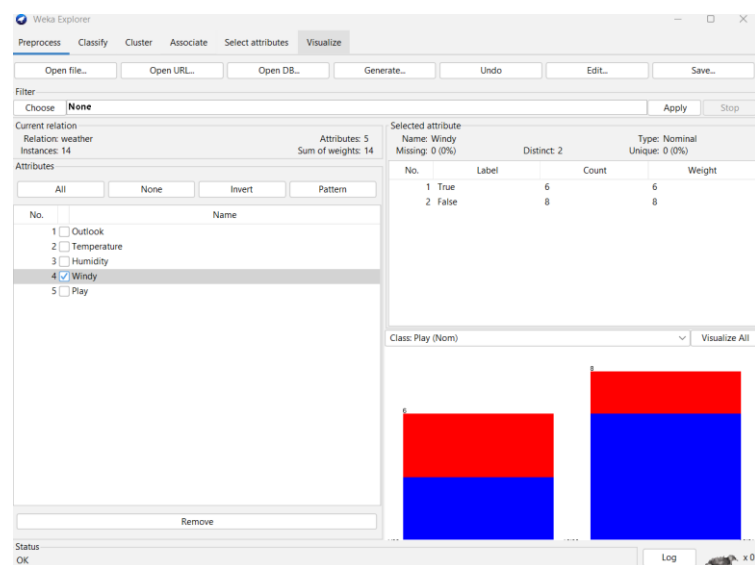 Weka Explorer
Preprocess Classify Cluster Associate Select attributes Visualize
Open file... Open URL... Open DB... Generate... Undo Edit... Save...
Filter
Choose None Apply Stop
Current relation
Relation: weather Attributes: 5
Instances: 14 Sum of weights: 14
Attributes
All None Invert Pattern
No. Name
1 Outlook
2 Temperature
3 Humidity
4 Windy
5 Play
Remove
Selected attribute
Name: Windy Type: Nominal
Missing: 0 (0%) Distinct: 2 Unique: 0 (0%)
No. Label Count Weight
1 True 6 6
2 False 8 8
Class: Play (Nom) Visualize All
6
8
Status
OK
Log x 0